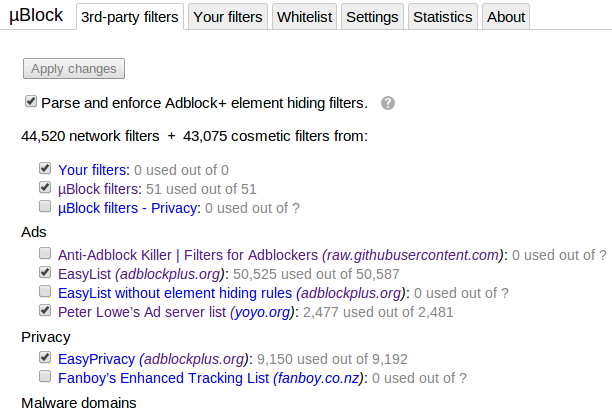 µBlock 3rd-party filters Your filters Whitelist Settings Statistics About
Apply changes
Parse and enforce Adblock+ element hiding filters. ?
44,520 network filters + 43,075 cosmetic filters from:
Your filters: 0 used out of 0
µBlock filters: 51 used out of 51
µBlock filters - Privacy: 0 used out of ?
Ads
Anti-Adblock Killer | Filters for Adblockers (raw.githubusercontent.com): 0 used out of ?
EasyList (adblockplus.org): 50,525 used out of 50,587
EasyList without element hiding rules (adblockplus.org): 0 used out of ?
Peter Lowe's Ad server list (yoyo.org): 2,477 used out of 2,481
Privacy
EasyPrivacy (adblockplus.org): 9,150 used out of 9,192
Fanboy's Enhanced Tracking List (fanboy.co.nz): 0 used out of ?
Malware domains